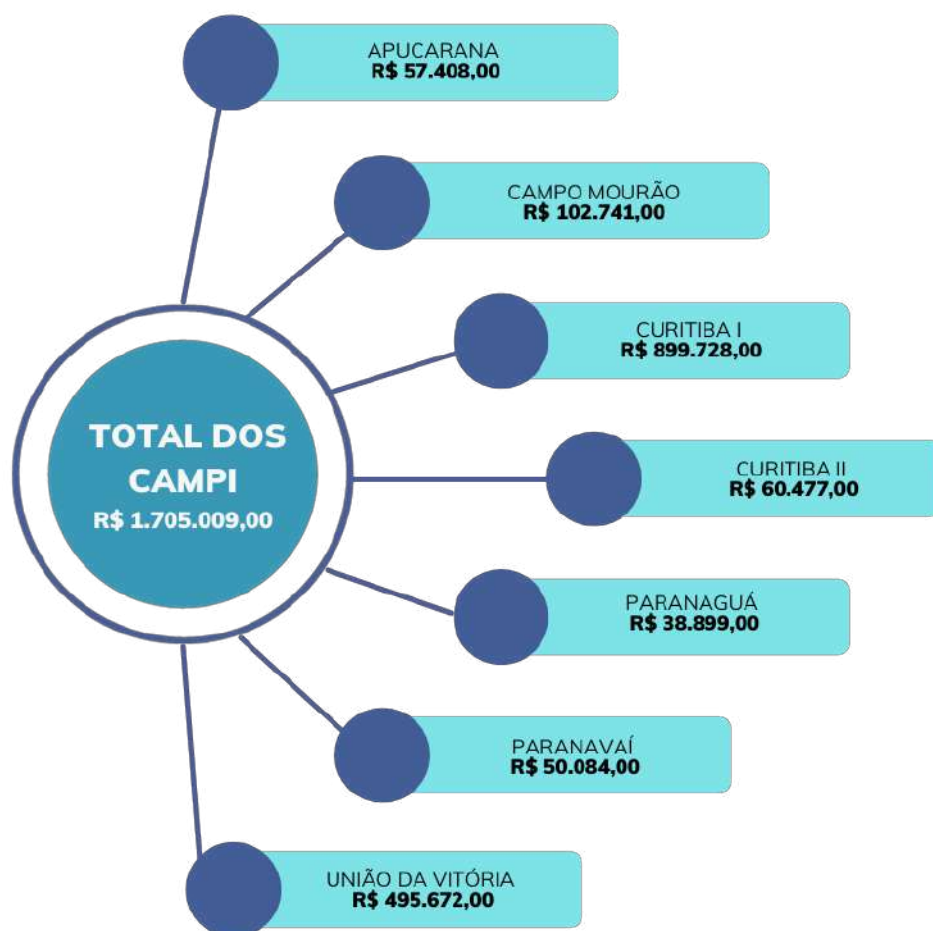 APUCARANA
R$ 57.408,00
CAMPO MOURÃO
R$ 102.741,00
CURITIBA I
R$ 899.728,00
TOTAL DOS
CAMPI
R$ 1.705.009,00
CURITIBA II
R$ 60.477,00
PARANAGUÁ
R$ 38.899,00
PARANAVAÍ
R$ 50.084,00
UNIÃO DA VITÓRIA
R$ 495.672,00